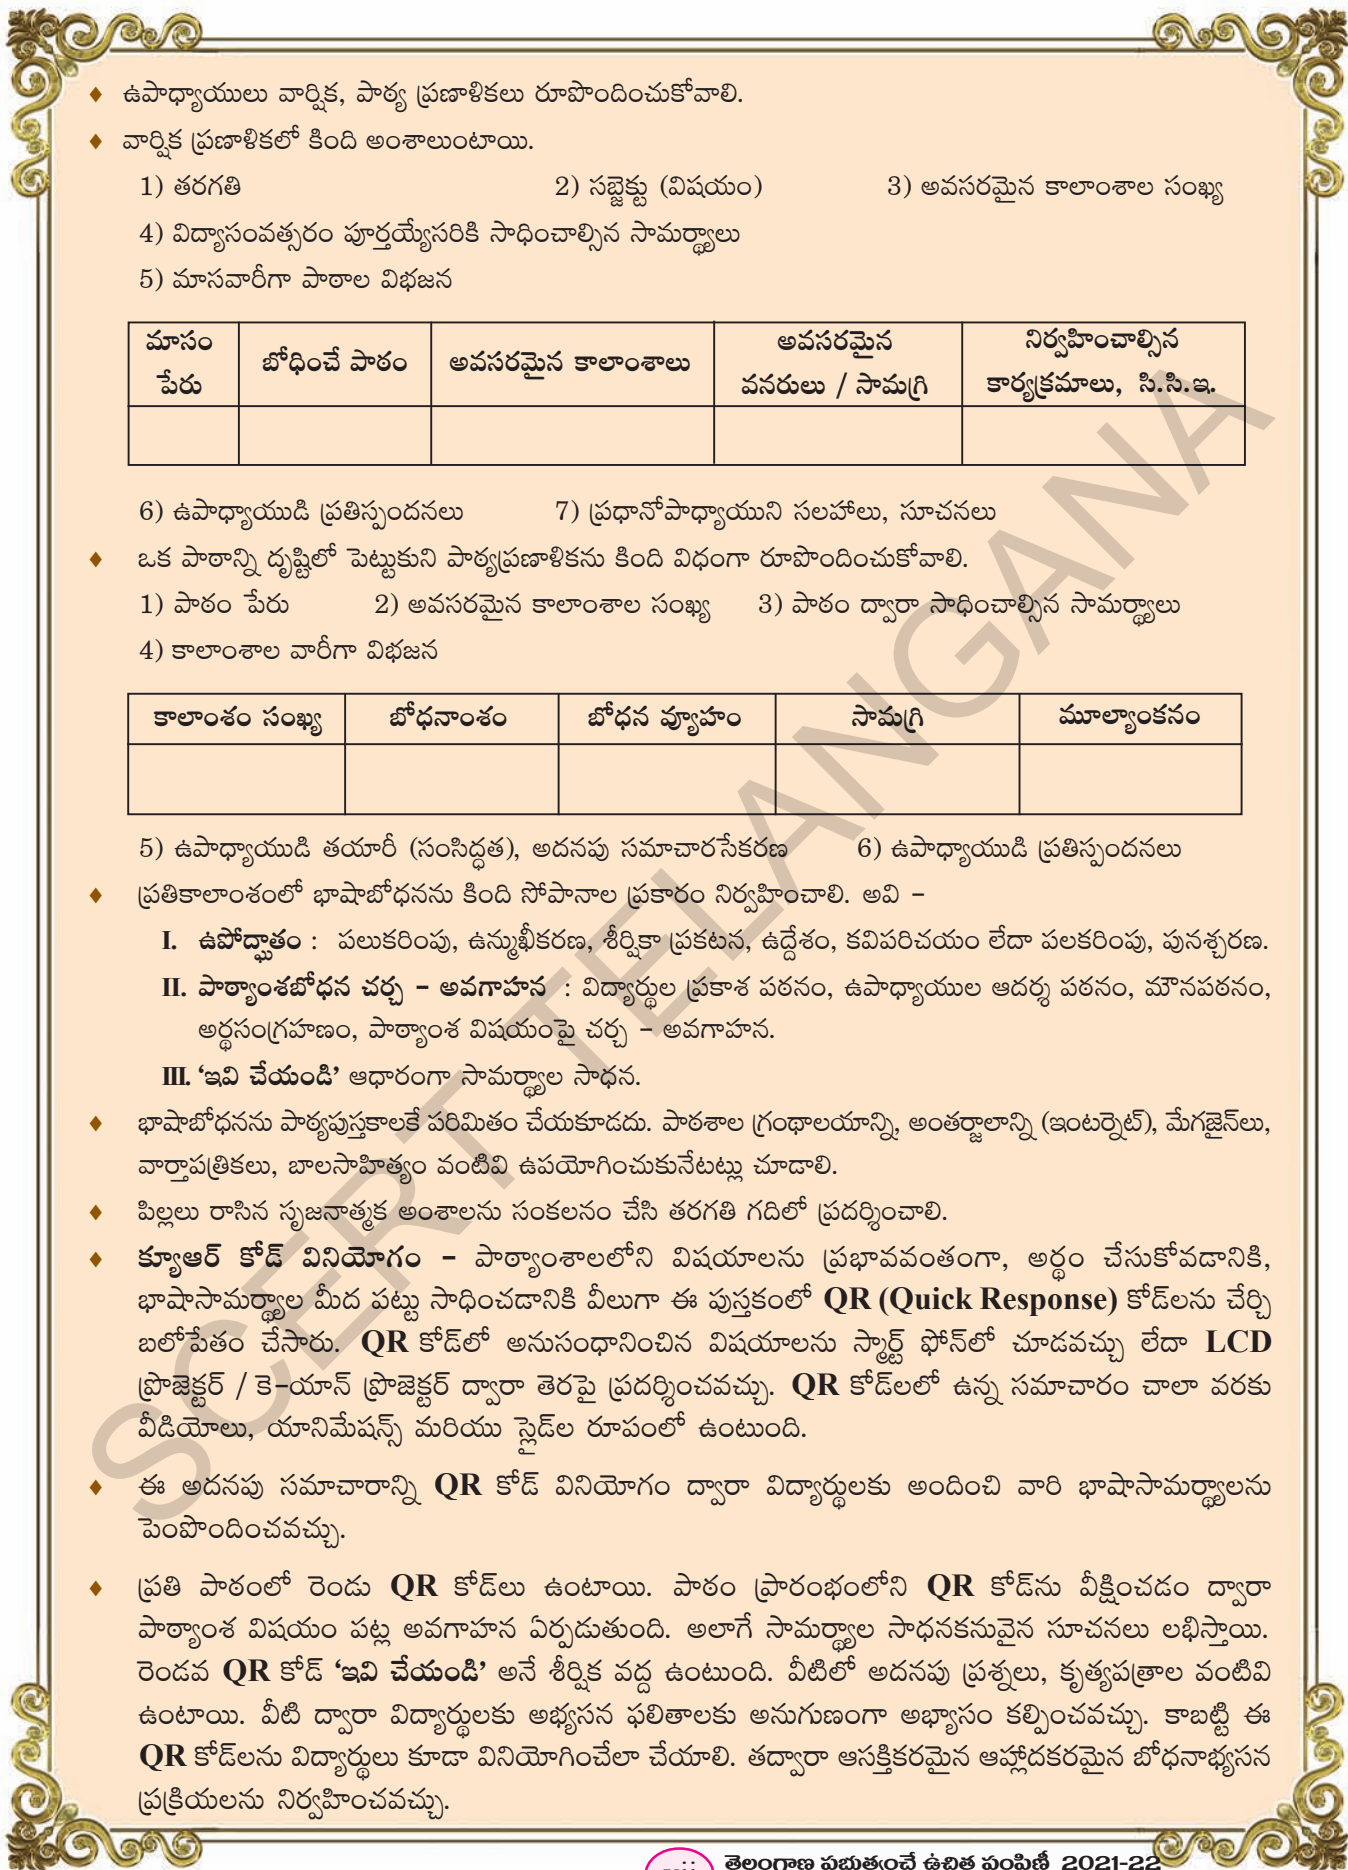 ♦ ఉపాధ్యాయులు వార్షిక, పాఠ్య ప్రణాళికలు రూపొందించుకోవాలి.
♦ వార్షిక ప్రణాళికలో కింది అంశాలుంటాయి.
1) తరగతి 2) సబ్జెక్టు (విషయం) 3) అవసరమైన కాలాంశాల సంఖ్య
4) విద్యాసంవత్సరం పూర్తయ్యేసరికి సాధించాల్సిన సామర్థ్యాలు
5) మాసవారీగా పాఠాల విభజన
మాసం పేరు బోధించే పాఠం అవసరమైన కాలాంశాలు అవసరమైన వనరులు / సామగ్రి నిర్వహించాల్సిన కార్యక్రమాలు, సి.సి.ఇ.
6) ఉపాధ్యాయుడి ప్రతిస్పందనలు 7) ప్రధానోపాధ్యాయుని సలహాలు, సూచనలు
♦ ఒక పాఠాన్ని దృష్టిలో పెట్టుకుని పాఠ్యప్రణాళికను కింది విధంగా రూపొందించుకోవాలి.
1) పాఠం పేరు 2) అవసరమైన కాలాంశాల సంఖ్య 3) పాఠం ద్వారా సాధించాల్సిన సామర్థ్యాలు
4) కాలాంశాల వారీగా విభజన
కాలాంశం సంఖ్య బోధనాంశం బోధన వ్యూహం సామగ్రి మూల్యాంకనం
5) ఉపాధ్యాయుడి తయారీ (సంసిద్ధత), అదనపు సమాచారసేకరణ 6) ఉపాధ్యాయుడి ప్రతిస్పందనలు
♦ ప్రతికాలాంశంలో భాషాబోధనను కింది సోపానాల ప్రకారం నిర్వహించాలి. అవి –
I. ఉపోద్ఘాతం : పలుకరింపు, ఉన్ముఖీకరణ, శీర్షికా ప్రకటన, ఉద్దేశం, కవిపరిచయం లేదా పలకరింపు, పునశ్చరణ.
II. పాఠ్యాంశబోధన చర్చ – అవగాహన : విద్యార్థుల ప్రకాశ పఠనం, ఉపాధ్యాయుల ఆదర్శ పఠనం, మౌనపఠనం,
అర్థసంగ్రహణం, పాఠ్యాంశ విషయంపై చర్చ – అవగాహన.
III. ‘ఇవి చేయండి’ ఆధారంగా సామర్థ్యాల సాధన.
♦ భాషాబోధనను పాఠ్యపుస్తకాలకే పరిమితం చేయకూడదు. పాఠశాల గ్రంథాలయాన్ని, అంతర్జాలాన్ని (ఇంటర్నెట్), మేగజైన్‌లు,
వార్తాపత్రికలు, బాలసాహిత్యం వంటివి ఉపయోగించుకునేటట్లు చూడాలి.
♦ పిల్లలు రాసిన సృజనాత్మక అంశాలను సంకలనం చేసి తరగతి గదిలో ప్రదర్శించాలి.
♦ క్యూఆర్ కోడ్ వినియోగం – పాఠ్యాంశాలలోని విషయాలను ప్రభావవంతంగా, అర్థం చేసుకోవడానికి,
భాషాసామర్థ్యాల మీద పట్టు సాధించడానికి వీలుగా ఈ పుస్తకంలో QR (Quick Response) కోడ్‌లను చేర్చి
బలోపేతం చేసారు. QR కోడ్‌లో అనుసంధానించిన విషయాలను స్మార్ట్ ఫోన్‌లో చూడవచ్చు లేదా LCD
ప్రొజెక్టర్ / కె–యాన్ ప్రొజెక్టర్ ద్వారా తెరపై ప్రదర్శించవచ్చు. QR కోడ్‌లలో ఉన్న సమాచారం చాలా వరకు
వీడియోలు, యానిమేషన్స్ మరియు స్లైడ్‌ల రూపంలో ఉంటుంది.
♦ ఈ అదనపు సమాచారాన్ని QR కోడ్ వినియోగం ద్వారా విద్యార్థులకు అందించి వారి భాషాసామర్థ్యాలను
పెంపొందించవచ్చు.
♦ ప్రతి పాఠంలో రెండు QR కోడ్‌లు ఉంటాయి. పాఠం ప్రారంభంలోని QR కోడ్‌ను వీక్షించడం ద్వారా
పాఠ్యాంశ విషయం పట్ల అవగాహన ఏర్పడుతుంది. అలాగే సామర్థ్యాల సాధనకనువైన సూచనలు లభిస్తాయి.
రెండవ QR కోడ్ ‘ఇవి చేయండి’ అనే శీర్షిక వద్ద ఉంటుంది. వీటిలో అదనపు ప్రశ్నలు, కృత్యపత్రాల వంటివి
ఉంటాయి. వీటి ద్వారా విద్యార్థులకు అభ్యసన ఫలితాలకు అనుగుణంగా అభ్యాసం కల్పించవచ్చు. కాబట్టి ఈ
QR కోడ్‌లను విద్యార్థులు కూడా వినియోగించేలా చేయాలి. తద్వారా ఆసక్తికరమైన ఆహ్లాదకరమైన బోధనాభ్యసన
ప్రక్రియలను నిర్వహించవచ్చు.
తెలంగాణ ప్రభుత్వంచే ఉచిత పంపిణీ 2021-22
SCERT TELANGANA